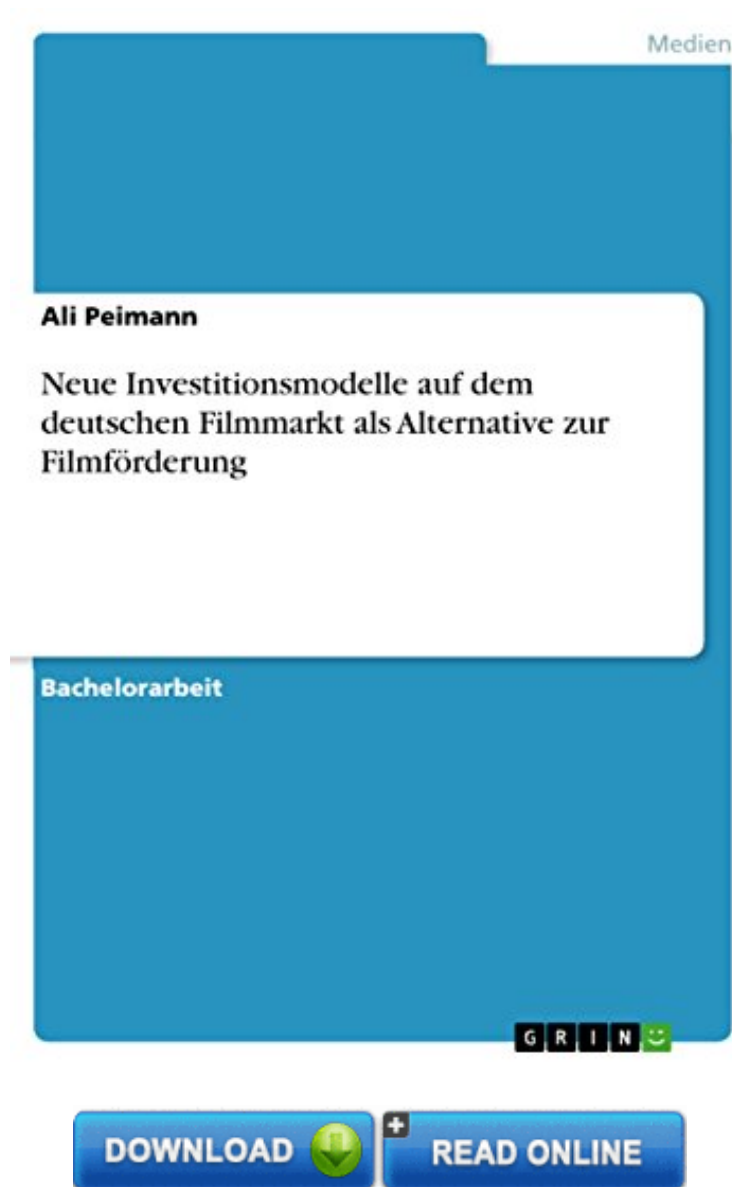 Medien
Ali Peimann
Neue Investitionsmodelle auf dem
deutschen Filmmarkt als Alternative zur
Filmförderung
Bachelorarbeit
GRIN
DOWNLOAD
READ ONLINE